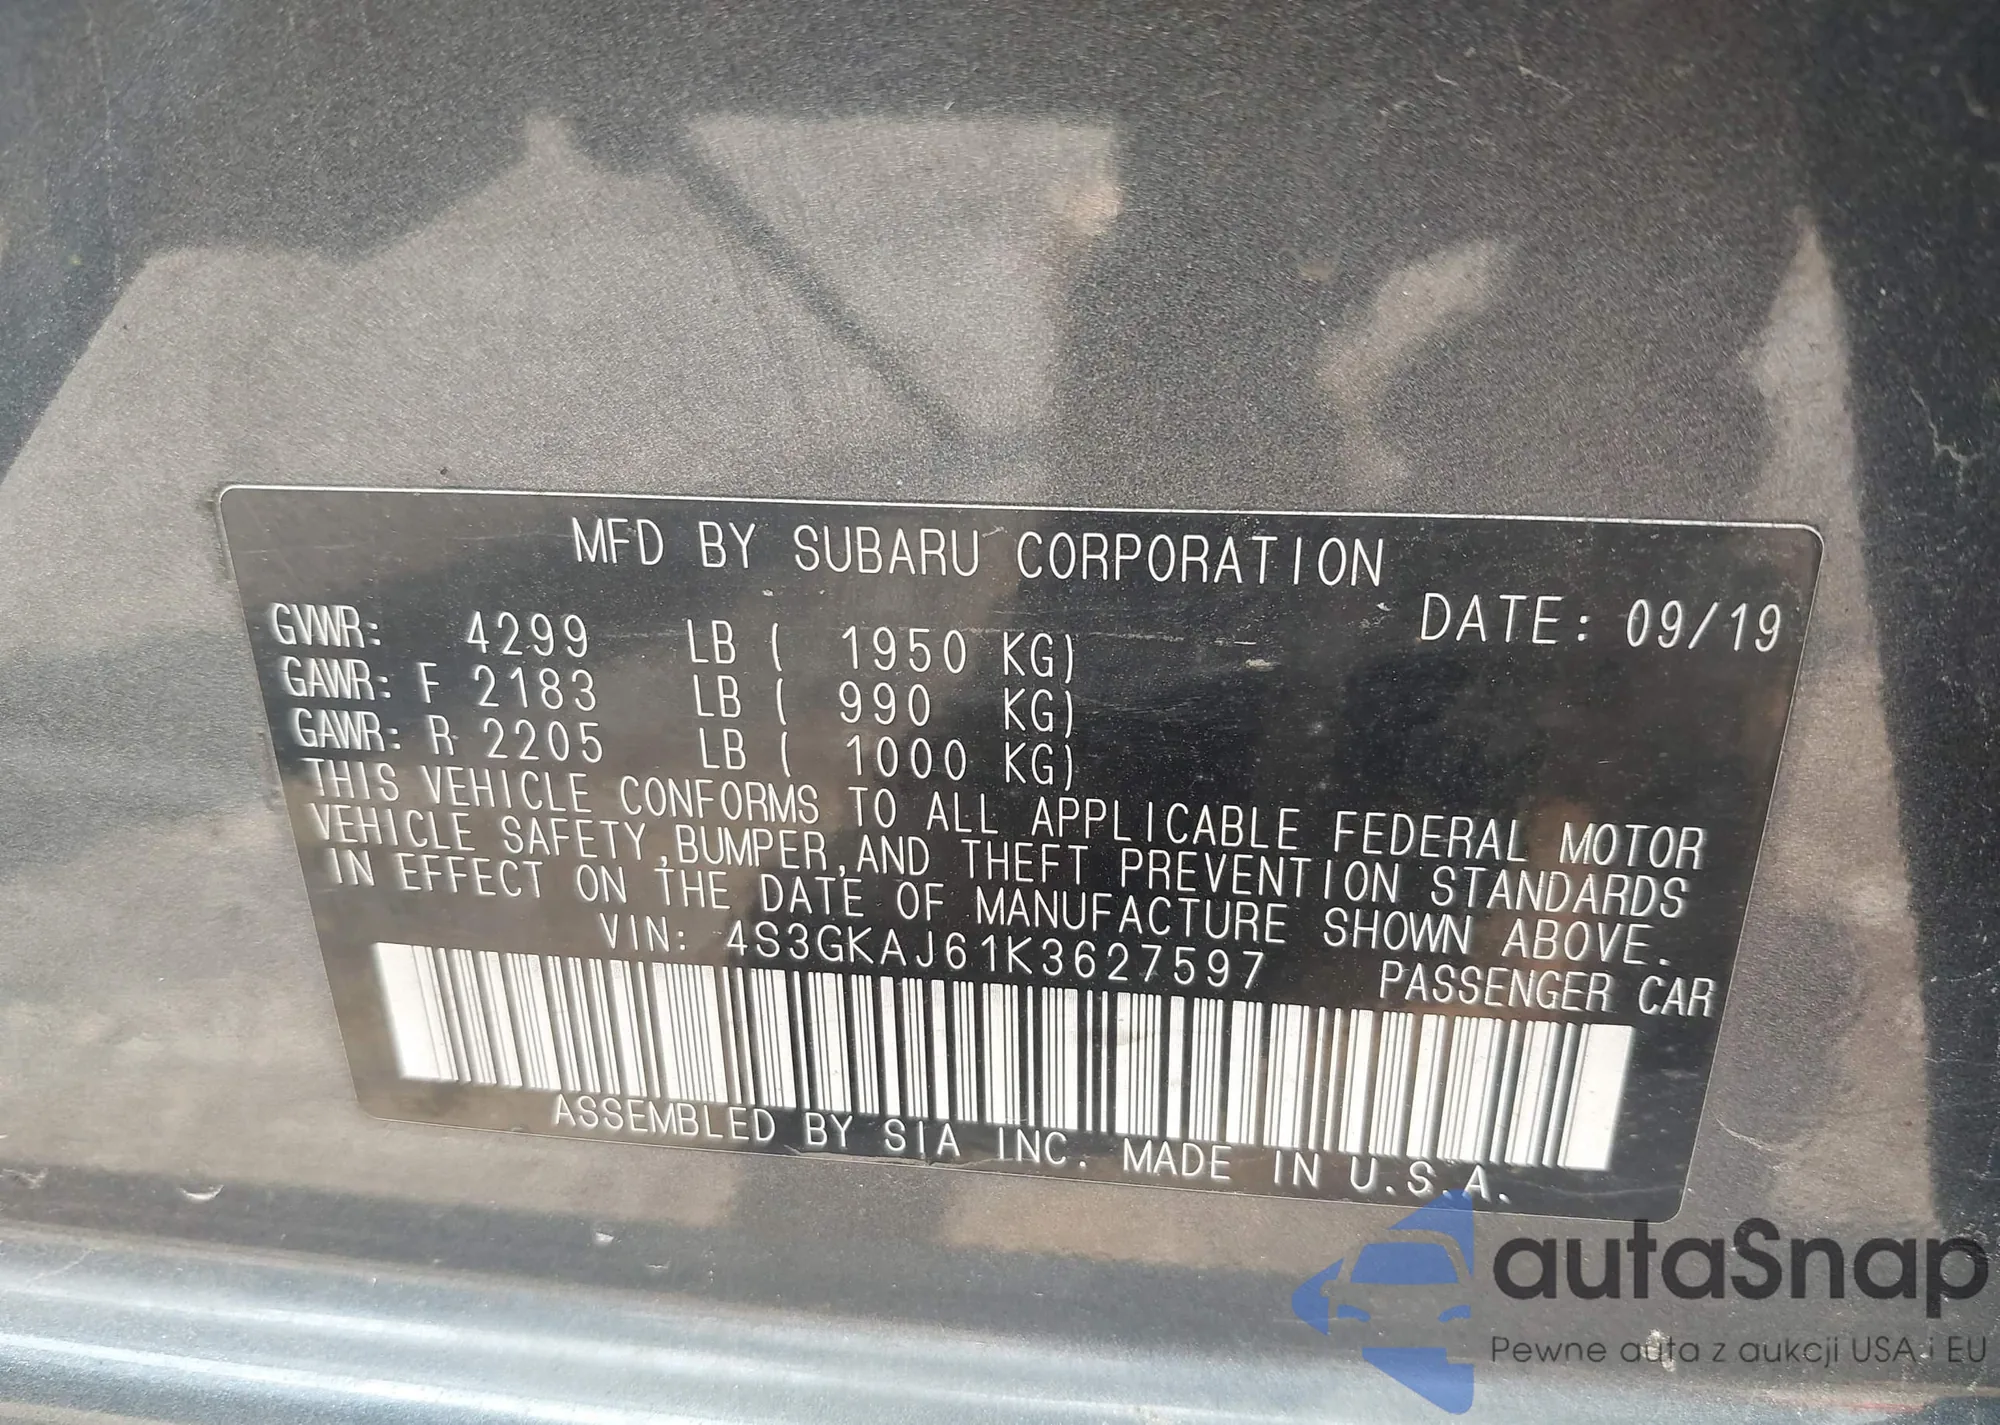 MFD BY SUBARU CORPORATION
DATE: 09/19
GVWR: 4299 LB ( 1950 KG)
GAWR: F 2183 LB ( 990 KG)
GAWR: R 2205 LB ( 1000 KG)
THIS VEHICLE CONFORMS TO ALL APPLICABLE FEDERAL MOTOR
VEHICLE SAFETY,BUMPER,AND THEFT PREVENTION STANDARDS
IN EFFECT ON THE DATE OF MANUFACTURE SHOWN ABOVE.
VIN: 4S3GKAJ61K3627597
PASSENGER CAR
ASSEMBLED BY SIA INC. MADE IN U.S.A.
autaSnap
Pewne auta z aukcji USA i EU